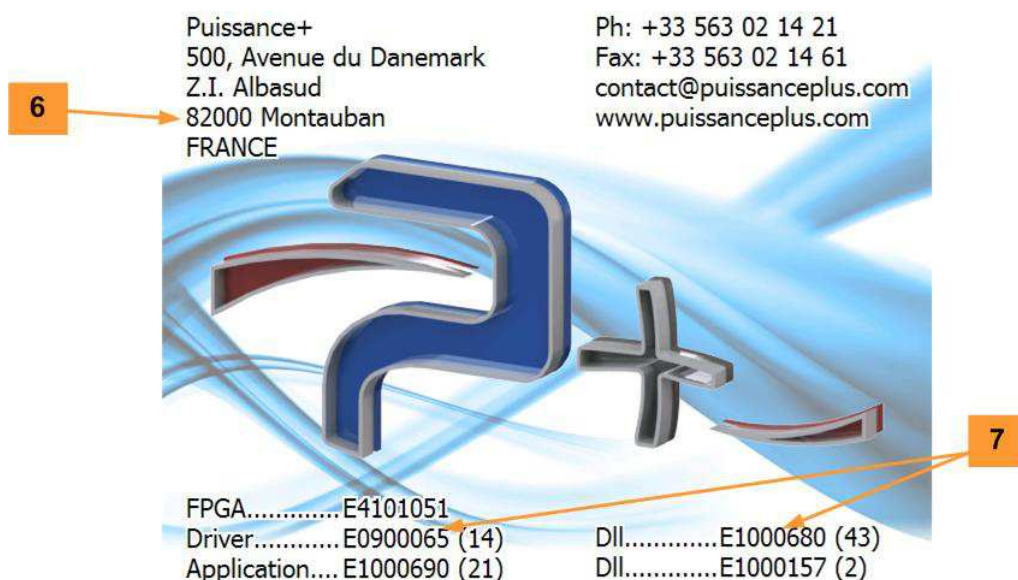 Puissance+
500, Avenue du Danemark
Z.I. Albasud
82000 Montauban
FRANCE
Ph: +33 563 02 14 21
Fax: +33 563 02 14 61
contact@puissanceplus.com
www.puissanceplus.com
6
7
FPGA.............E4101051
Driver............E0900065 (14)
Application....E1000690 (21)
Dll.............E1000680 (43)
Dll.............E1000157 (2)